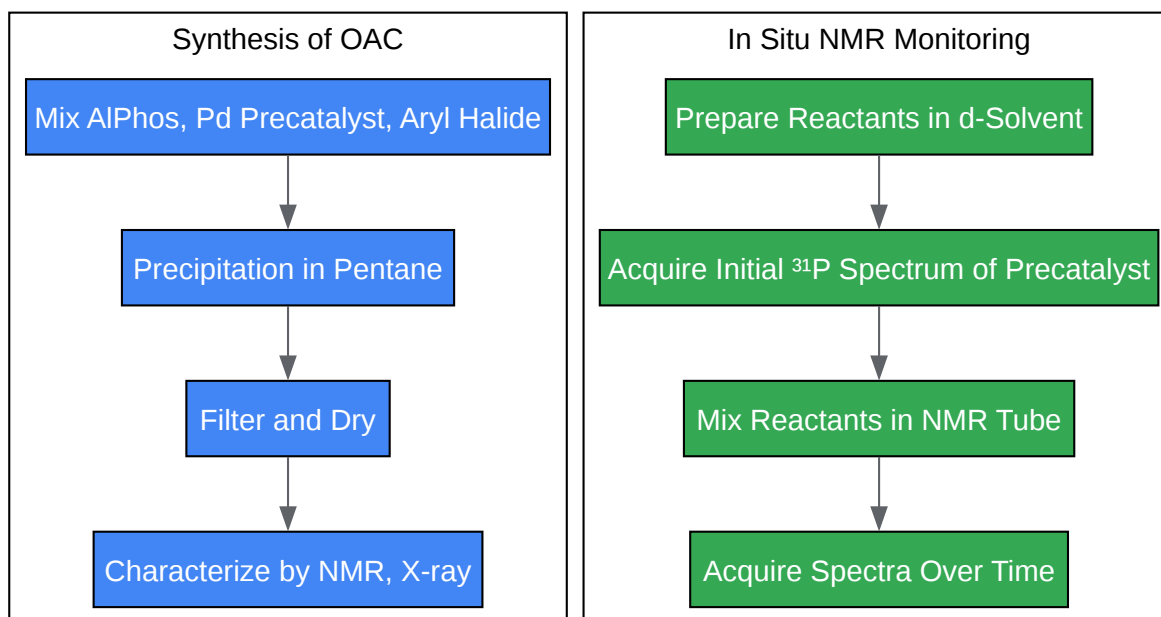 Synthesis of OAC
Mix AlPhos, Pd Precatalyst, Aryl Halide
Precipitation in Pentane
Filter and Dry
Characterize by NMR, X-ray
In Situ NMR Monitoring
Prepare Reactants in d-Solvent
Acquire Initial ³¹P Spectrum of Precatalyst
Mix Reactants in NMR Tube
Acquire Spectra Over Time